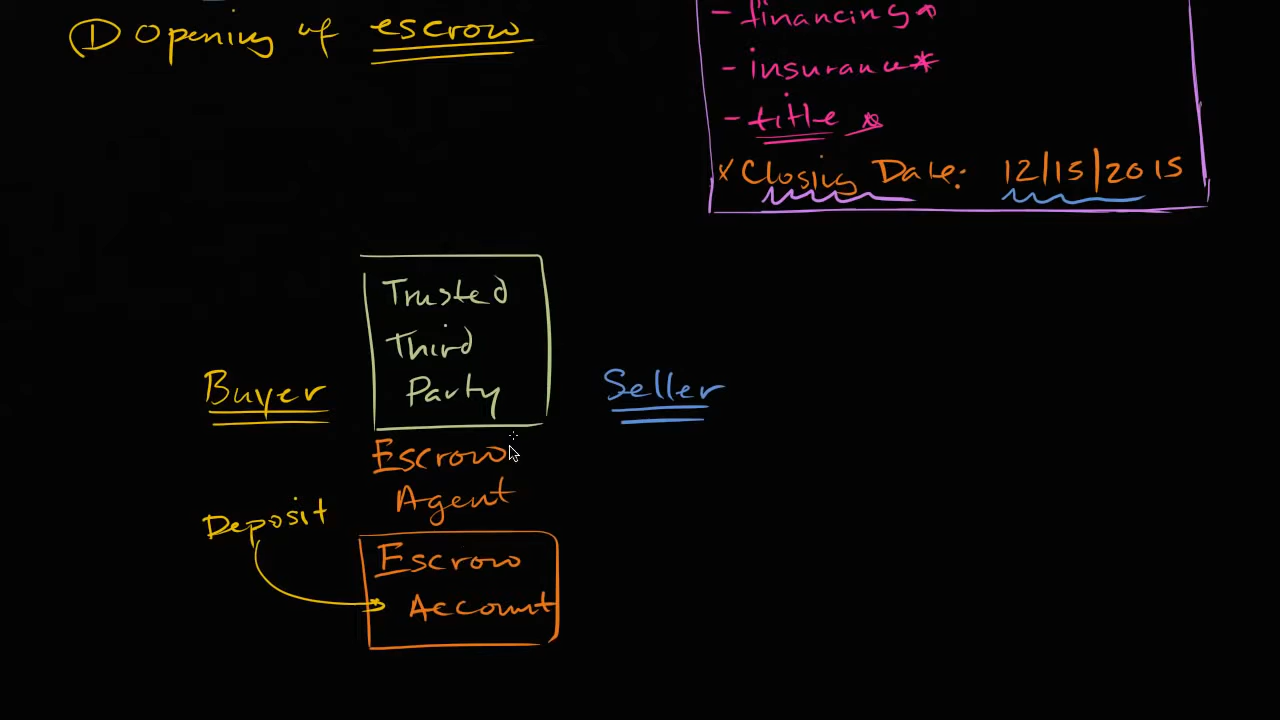 ① Opening of escrow
- financing *
- insurance *
- title *
x Closing Date: 12/15/2015
Trusted
Third
Party
Buyer
Seller
Escrow
Agent
Deposit
Escrow
Account